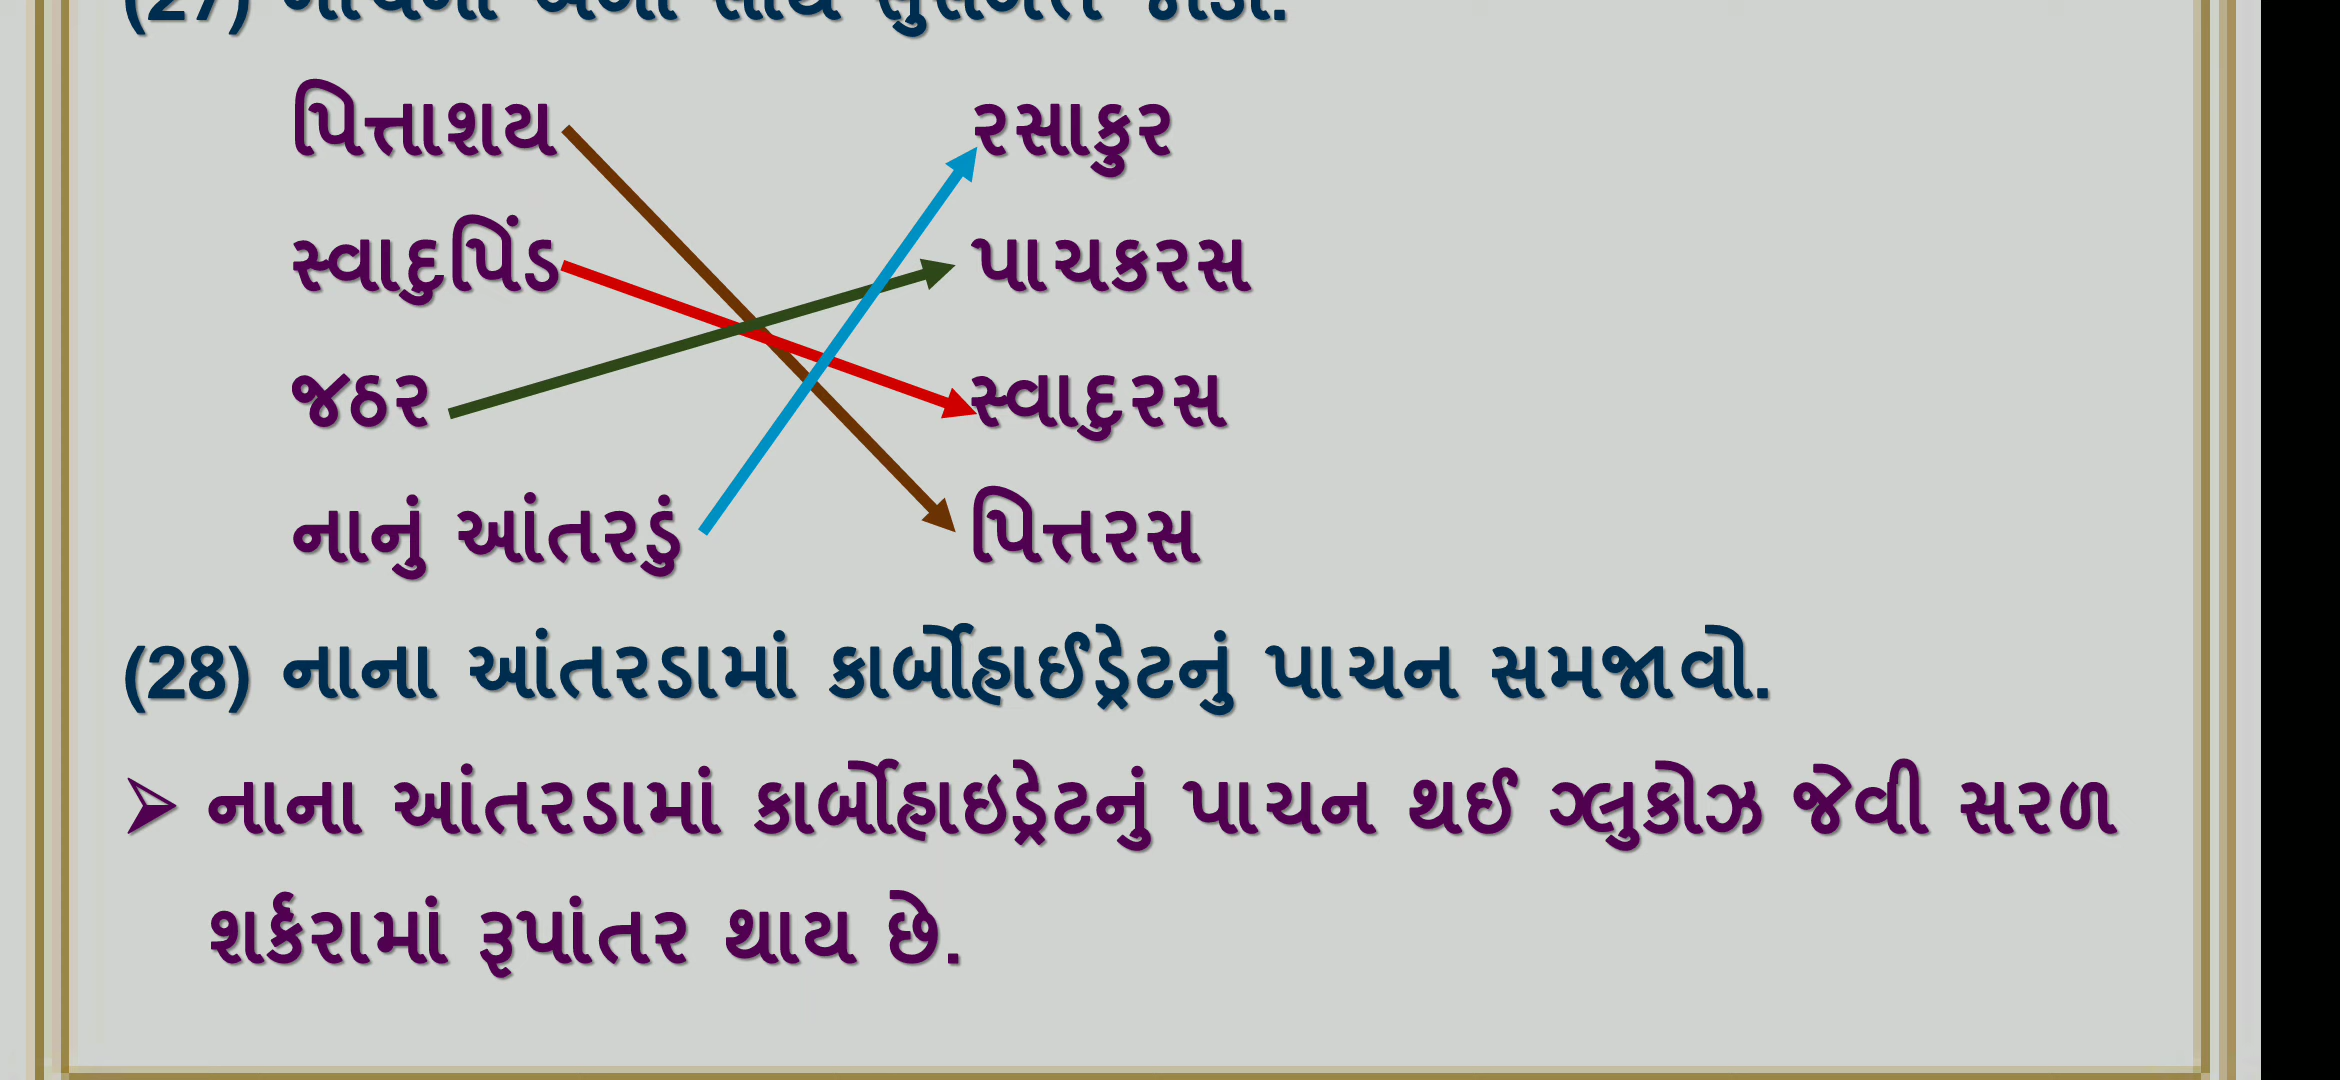 (27)
પિત્તાશય રસાકુર
સ્વાદુપિંડ પાચકરસ
જઠર સ્વાદુરસ
નાનું આંતરડું પિત્તરસ
(28) નાના આંતરડામાં કાર્બોહાઈડ્રેટનું પાચન સમજાવો.
➢ નાના આંતરડામાં કાર્બોહાઇડ્રેટનું પાચન થઈ ગ્લુકોઝ જેવી સરળ
શર્કરામાં રૂપાંતર થાય છે.